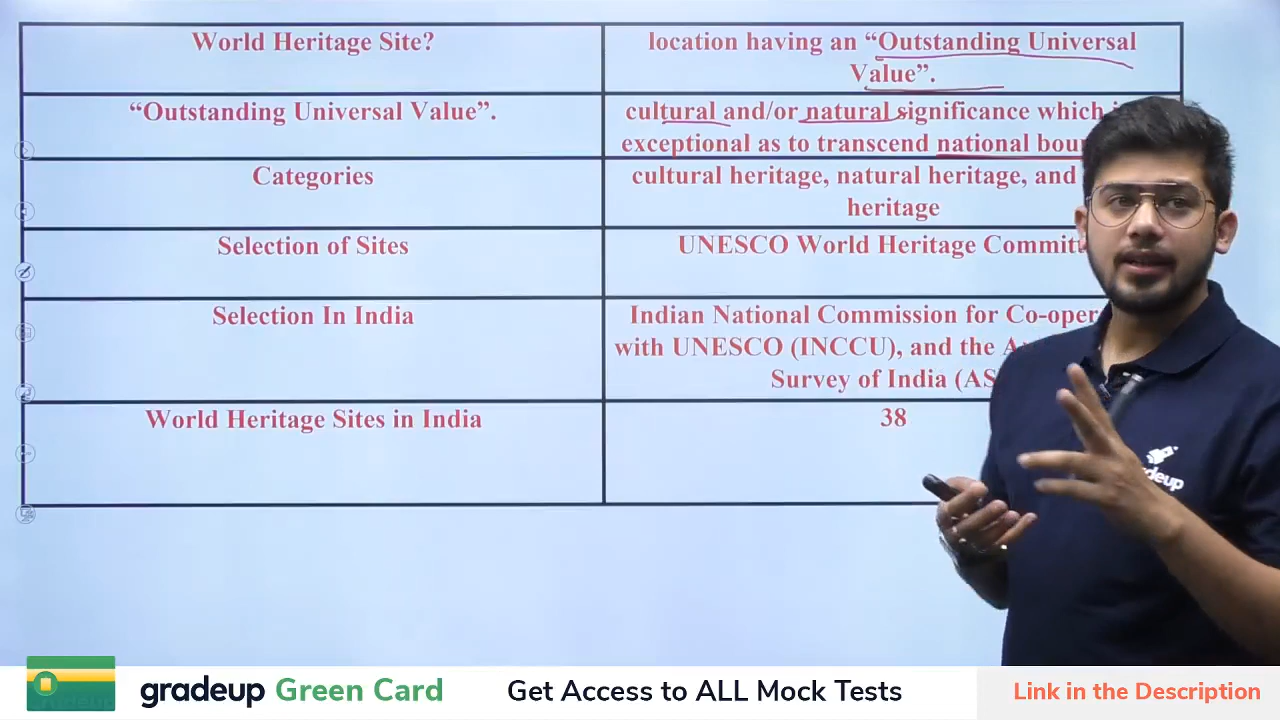 World Heritage Site?
location having an “Outstanding Universal
Value”.
“Outstanding Universal Value”.
cultural and/or natural significance which
exceptional as to transcend national
Categories
cultural heritage, natural heritage, and
heritage
Selection of Sites
UNESCO World Heritage
Selection In India
Indian National Commission for
with UNESCO (INCCU), and the
Survey of India
World Heritage Sites in India
38
gradeup Green Card
Get Access to ALL Mock Tests
Link in the Description